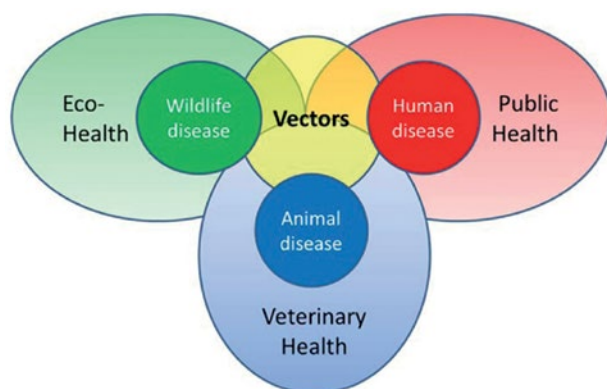 Eco-
Health
Wildlife
disease
Vectors
Human
disease
Public
Health
Animal
disease
Veterinary
Health